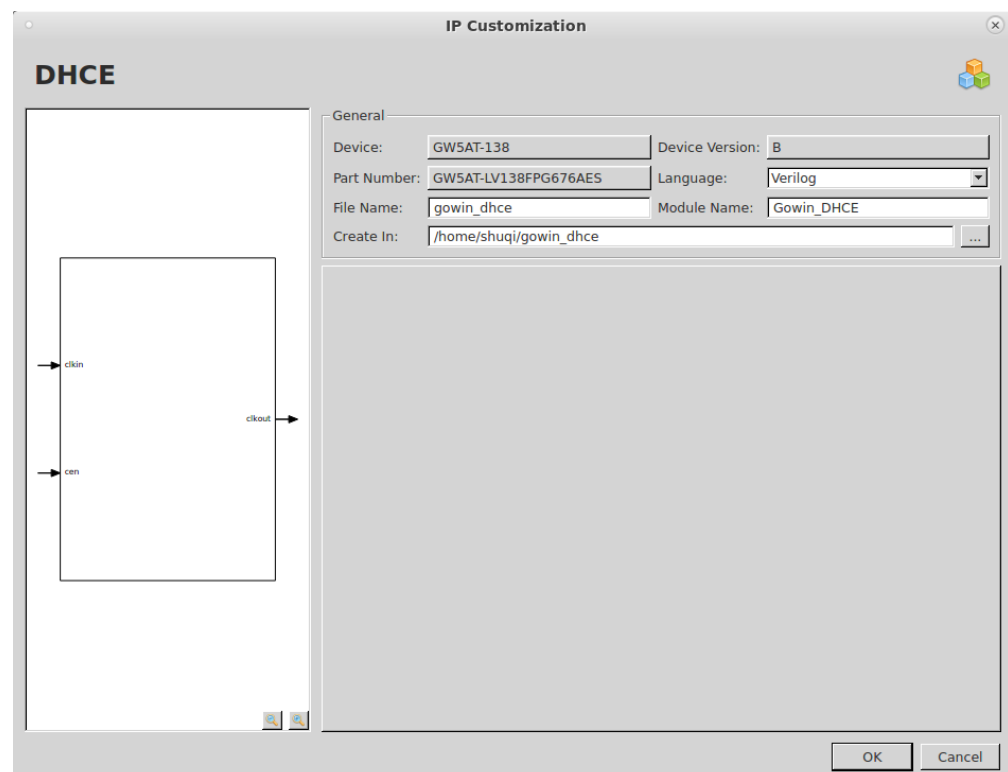 IP Customization
DHCE
General
Device: GW5AT-138 Device Version: B
Part Number: GW5AT-LV138FPG676AES Language: Verilog
File Name: gowin_dhce Module Name: Gowin_DHCE
Create In: /home/shuqi/gowin_dhce ...
clkin
clkout
cen
OK Cancel